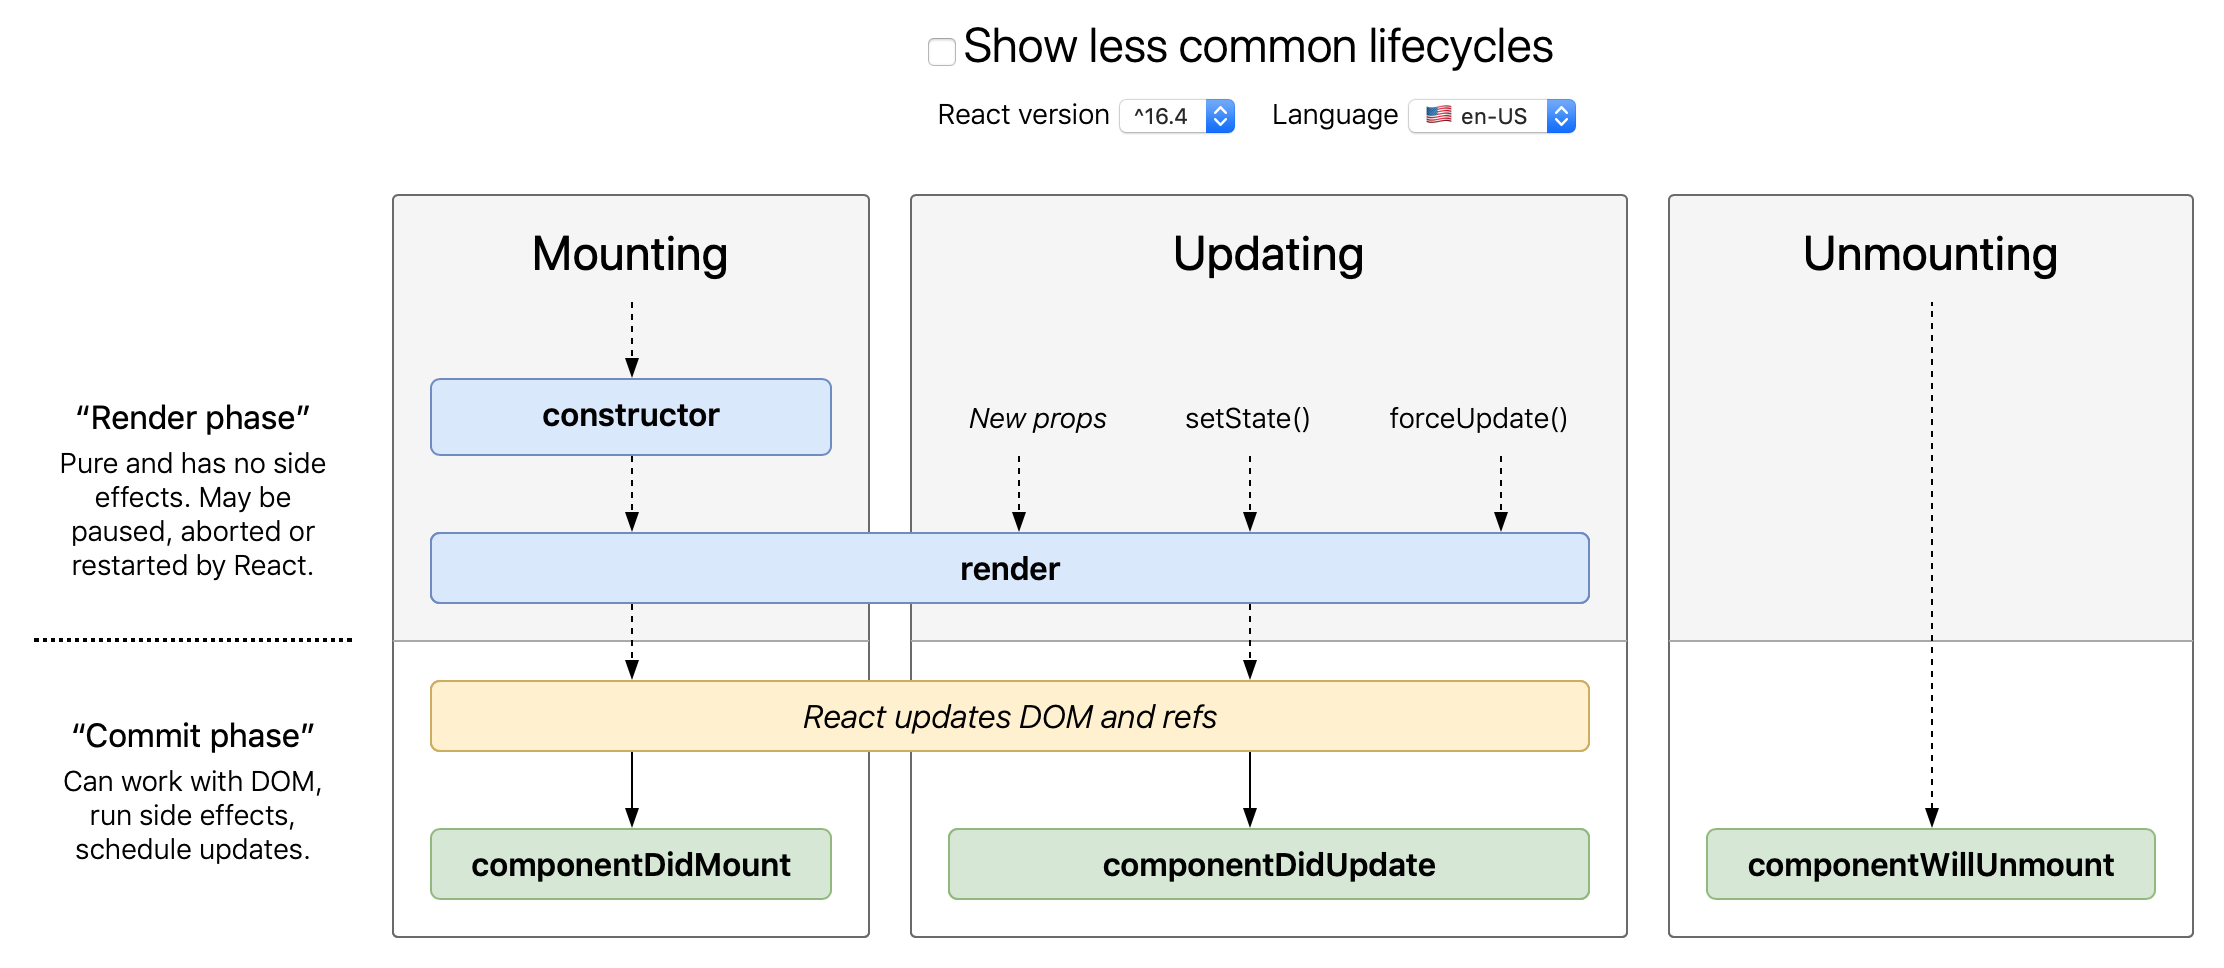 Show less common lifecycles
React version ^16.4 Language 🇺🇸 en-US
Mounting
Updating
Unmounting
“Render phase”
Pure and has no side
effects. May be
paused, aborted or
restarted by React.
constructor
New props
setState()
forceUpdate()
render
“Commit phase”
Can work with DOM,
run side effects,
schedule updates.
React updates DOM and refs
componentDidMount
componentDidUpdate
componentWillUnmount